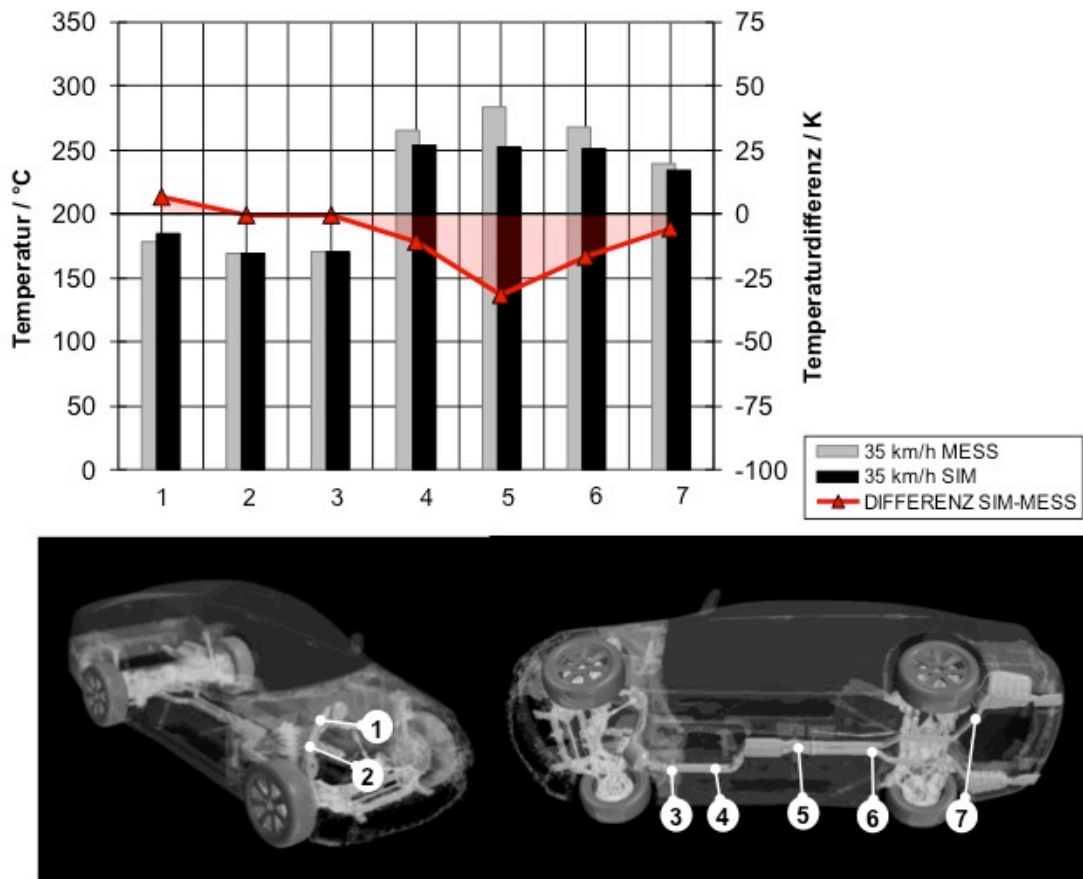 350
300
250
200
150
100
50
0
Temperatur / °C
75
50
25
0
-25
-50
-75
-100
Temperaturdifferenz / K
1 2 3 4 5 6 7
35 km/h MESS
35 km/h SIM
DIFFERENZ SIM-MESS
1
2
3 4 5 6 7